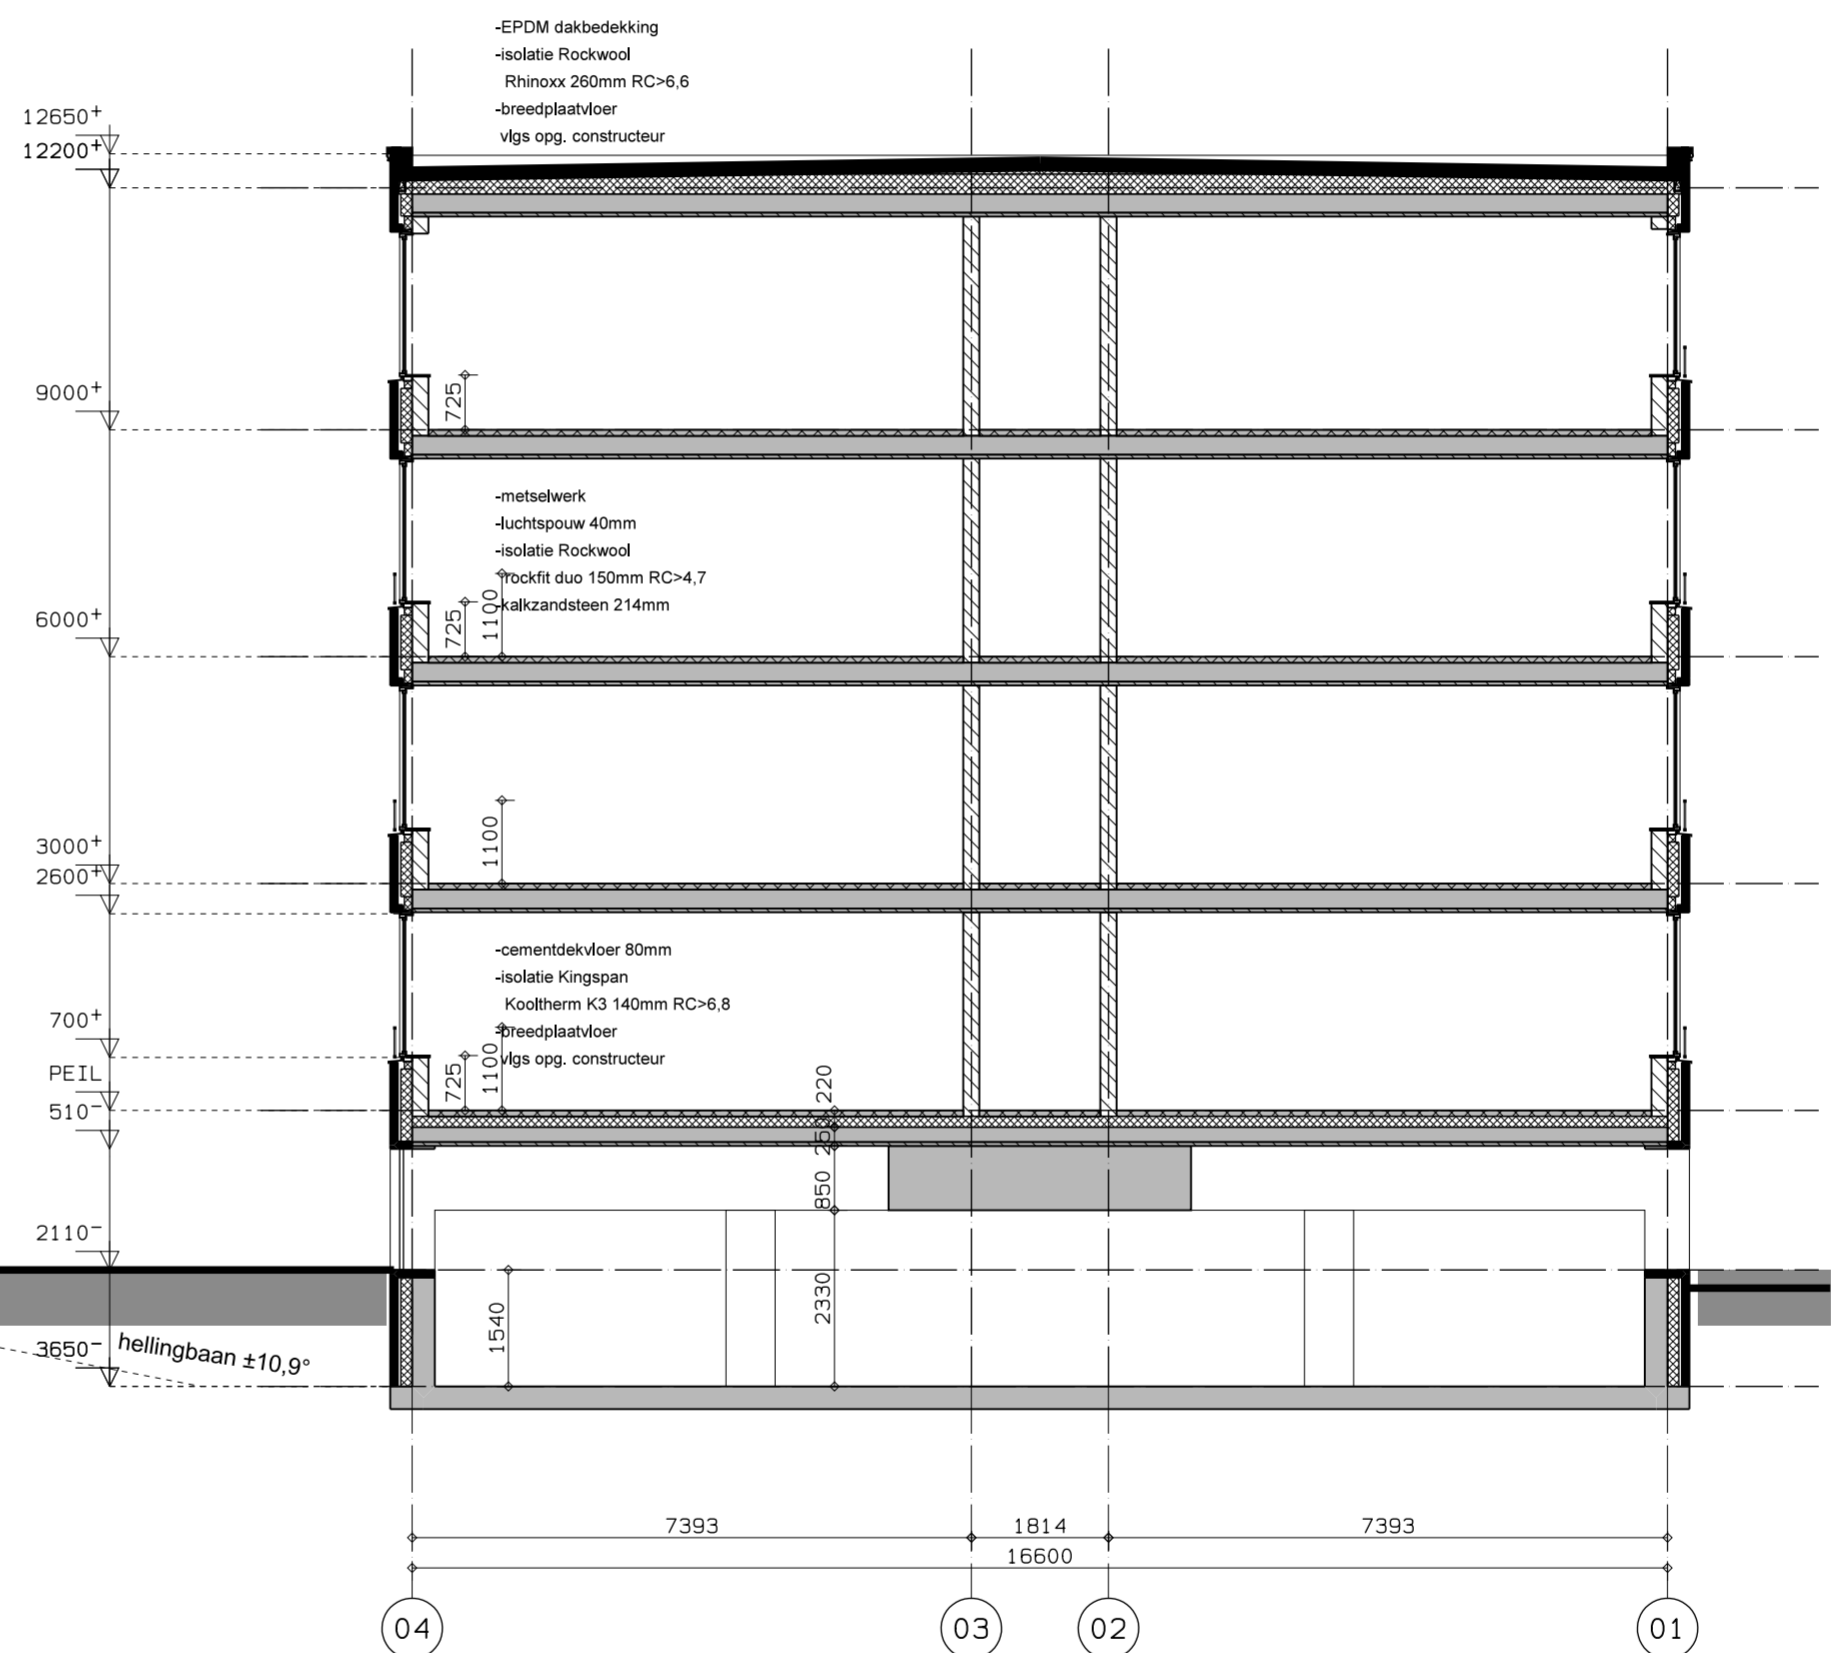 -EPDM dakbedekking
-isolatie Rockwool
Rhinoxx 260mm RC>6,6
-breedplaatvloer
vlgs opg. constructeur
12650+
12200+
9000+
725
-metselwerk
-luchtspouw 40mm
-isolatie Rockwool
rockfit duo 150mm RC>4,7
-kalkzandsteen 214mm
6000+
725
1100
3000+
2600+
1100
-cementdekvloer 80mm
-isolatie Kingspan
Kooltherm K3 140mm RC>6,8
-breedplaatvloer
vlgs opg. constructeur
700+
PEIL
510-
725
1100
220
850
2110-
2330
1540
3650-
hellingbaan ±10,9°
7393
1814
7393
16600
04
03
02
01